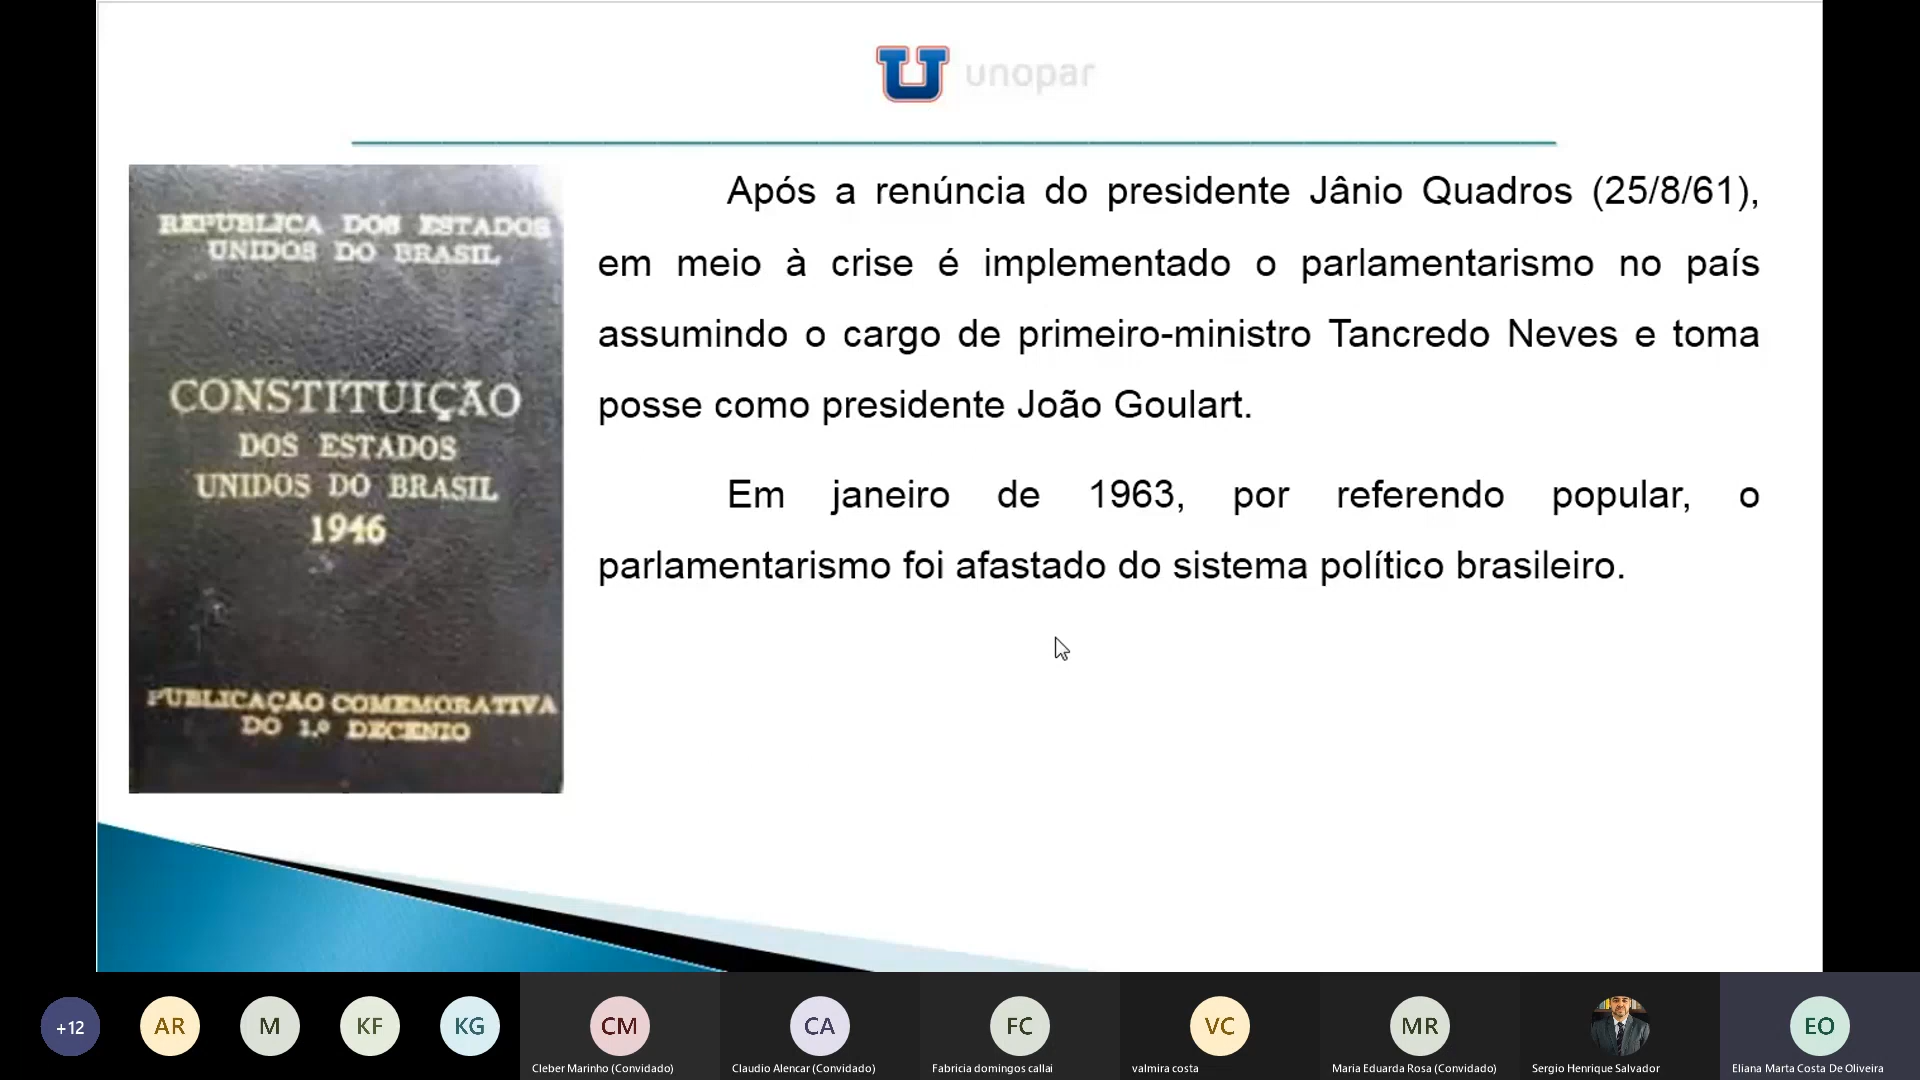 unopar
REPUBLICA DOS ESTADOS
UNIDOS DO BRASIL
CONSTITUIÇÃO
DOS ESTADOS
UNIDOS DO BRASIL
1946
PUBLICAÇÃO COMEMORATIVA
DO 1.º DECENIO
Após a renúncia do presidente Jânio Quadros (25/8/61),
em meio à crise é implementado o parlamentarismo no país
assumindo o cargo de primeiro-ministro Tancredo Neves e toma
posse como presidente João Goulart.
Em janeiro de 1963, por referendo popular, o
parlamentarismo foi afastado do sistema político brasileiro.
+12
AR
M
KF
KG
CM
CA
FC
VC
MR
EO
Cleber Marinho (Convidado)
Claudio Alencar (Convidado)
Fabricia domingos callai
valmira costa
Maria Eduarda Rosa (Convidado)
Sergio Henrique Salvador
Eliana Marta Costa De Oliveira